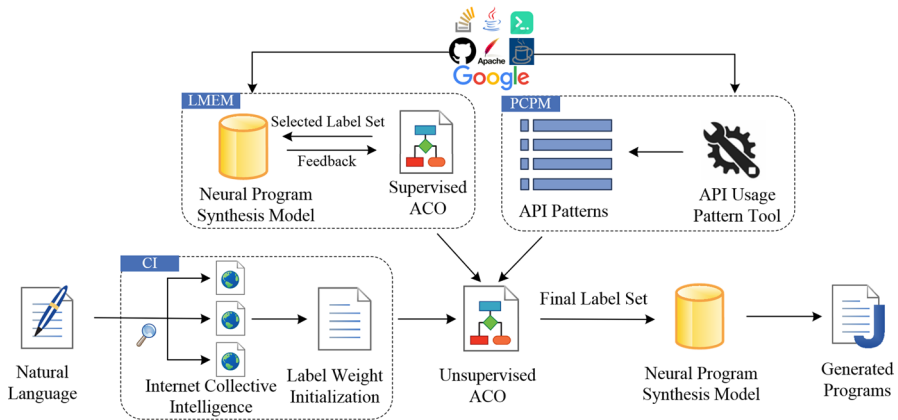 APACHE
Google
LMEM
Selected Label Set
Feedback
Neural Program
Synthesis Model
Supervised
ACO
PCPM
API Patterns
API Usage
Pattern Tool
CI
Natural
Language
Internet Collective
Intelligence
Label Weight
Initialization
Unsupervised
ACO
Final Label Set
Neural Program
Synthesis Model
Generated
Programs